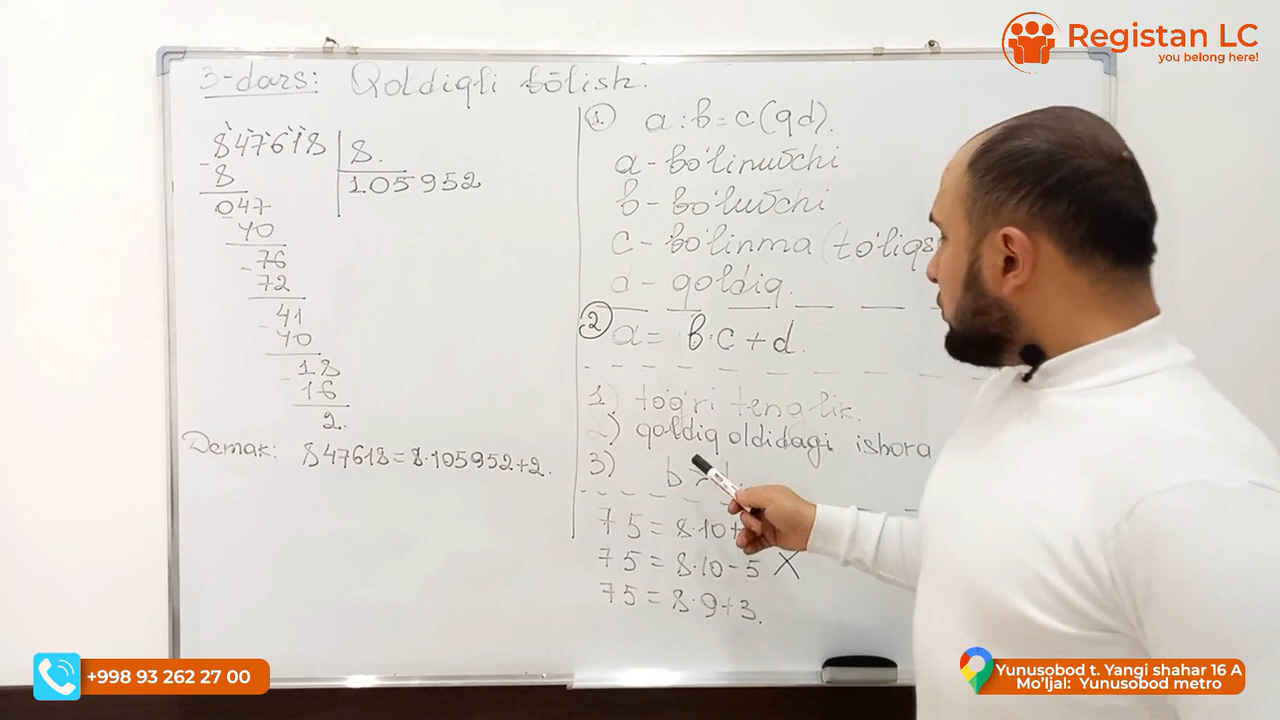 Registan LC
you belong here!
3-dars: Qoldiqli bōlish.
847618 | 8.
- 8 | 105952
047
40
- 76
72
- 41
40
- 18
16
2.
Demak: 847618=8·105952+2.
1. a:b=c(qd).
a-bo'linuvchi
b-bo'luvchi
c-bo'linma (to'liqs
d-qoldiq.
2 a= b·c+d.
1) to'g'ri tenglik.
2) qoldiq oldidagi ishora
3) b>
75=8·10+
75=8·10-5 X
75=8·9+3.
+998 93 262 27 00
Yunusobod t. Yangi shahar 16 A
Mo'ljal: Yunusobod metro